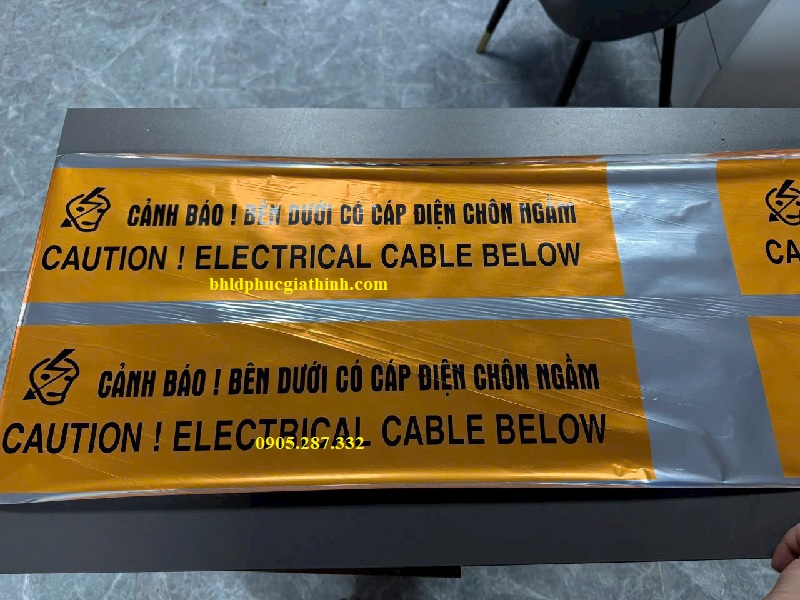 CẢNH BÁO ! BÊN DƯỚI CÓ CÁP ĐIỆN CHÔN NGẦM
CAUTION ! ELECTRICAL CABLE BELOW
CA
bhldphucgiathinh.com
CẢNH BÁO ! BÊN DƯỚI CÓ CÁP ĐIỆN CHÔN NGẦM
CAUTION ! ELECTRICAL CABLE BELOW
0905.287.332